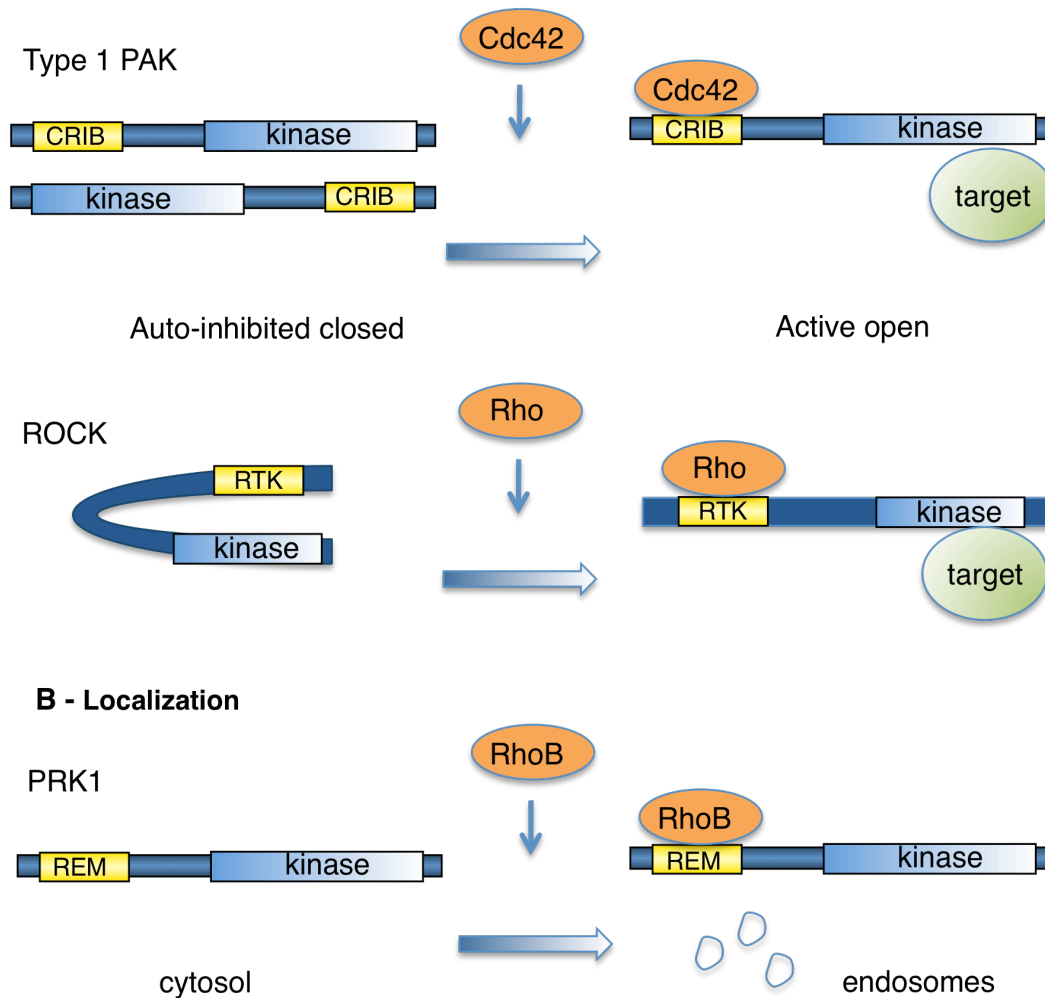 Cdc42
Type 1 PAK
Cdc42
CRIB kinase
CRIB kinase
kinase CRIB
target
Auto-inhibited closed
Active open
Rho
ROCK
Rho
RTK
RTK kinase
kinase
target
B - Localization
RhoB
PRK1
RhoB
REM kinase
REM kinase
cytosol
endosomes